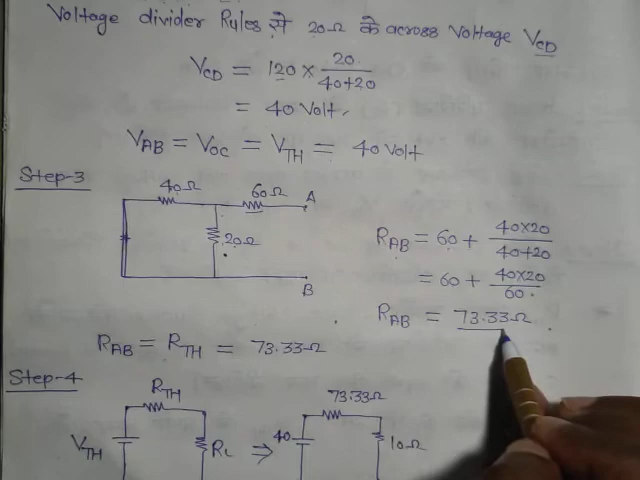 Voltage divider Rules से 20Ω के across Voltage VCD
VCD = 120 × 20/40+20
= 40 Volt.
VAB = VOC = VTH = 40 Volt
Step-3
40Ω 60Ω A
20Ω
B
RAB = 60 + 40×20/40+20
= 60 + 40×20/60
RAB = 73.33Ω
RAB = RTH = 73.33Ω
Step-4
RTH
VTH RL ⇒
73.33Ω
40 10Ω